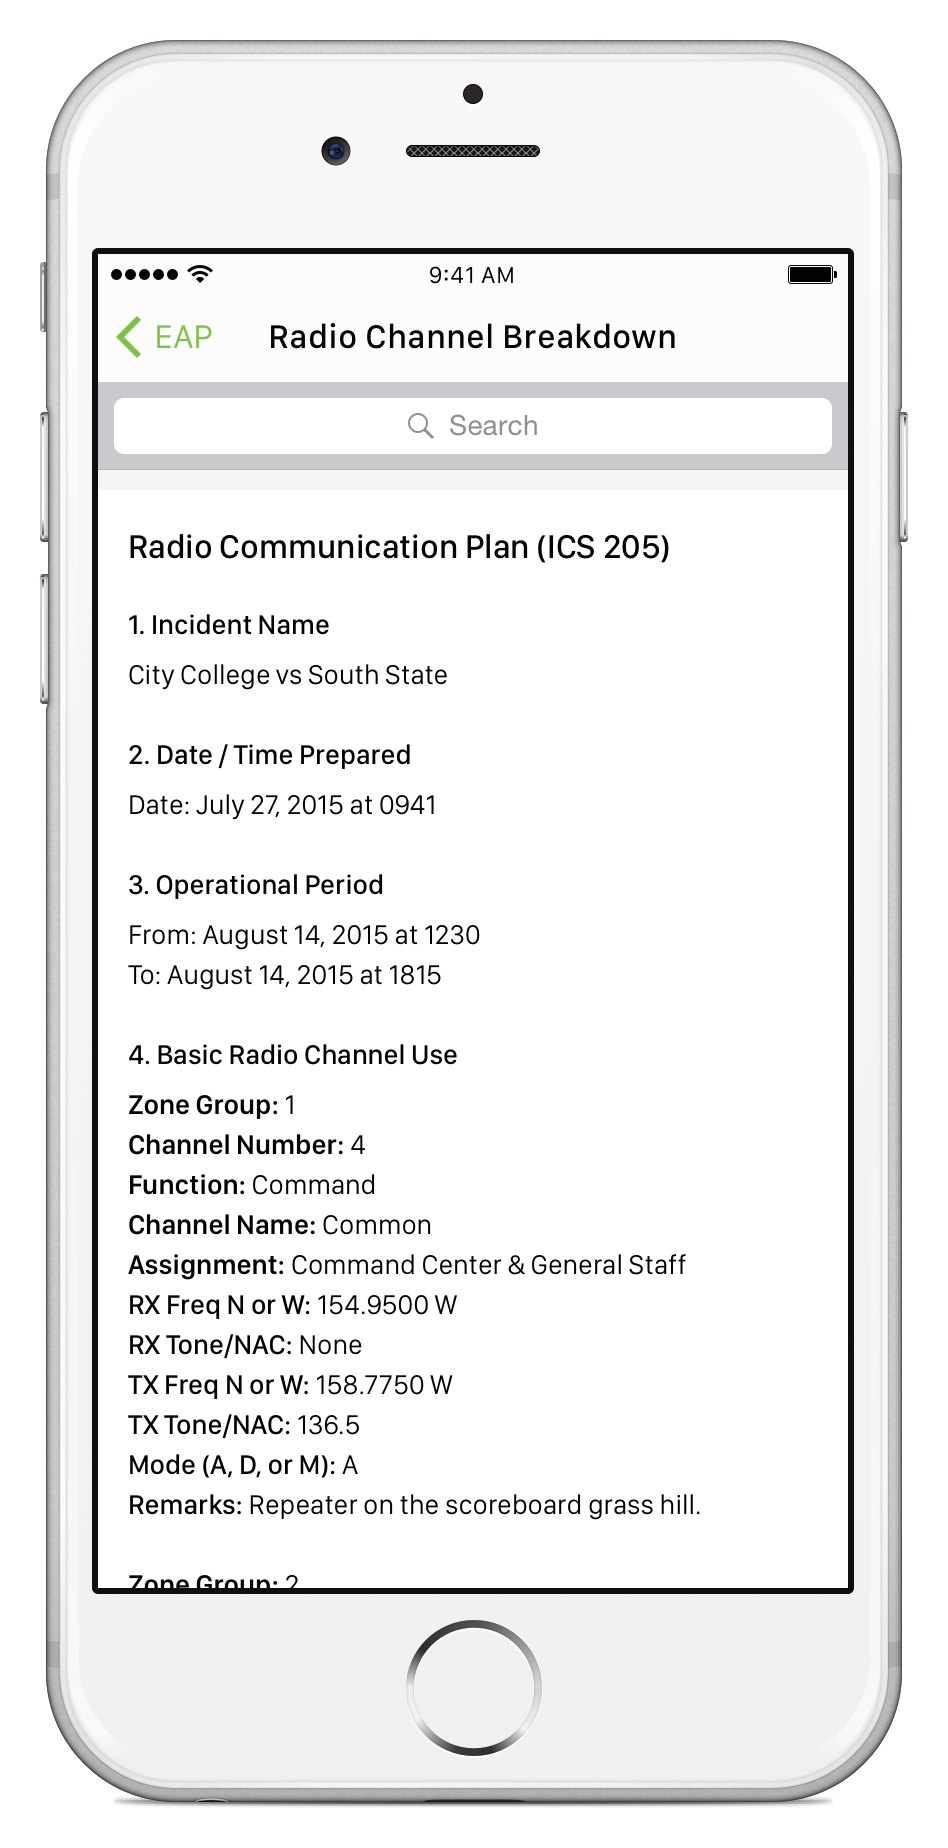 9:41 AM
EAP
Radio Channel Breakdown
Search
Radio Communication Plan (ICS 205)
1. Incident Name
City College vs South State
2. Date / Time Prepared
Date: July 27, 2015 at 0941
3. Operational Period
From: August 14, 2015 at 1230
To: August 14, 2015 at 1815
4. Basic Radio Channel Use
Zone Group: 1
Channel Number: 4
Function: Command
Channel Name: Common
Assignment: Command Center & General Staff
RX Freq N or W: 154.9500 W
RX Tone/NAC: None
TX Freq N or W: 158.7750 W
TX Tone/NAC: 136.5
Mode (A, D, or M): A
Remarks: Repeater on the scoreboard grass hill.
Zone Group: 2